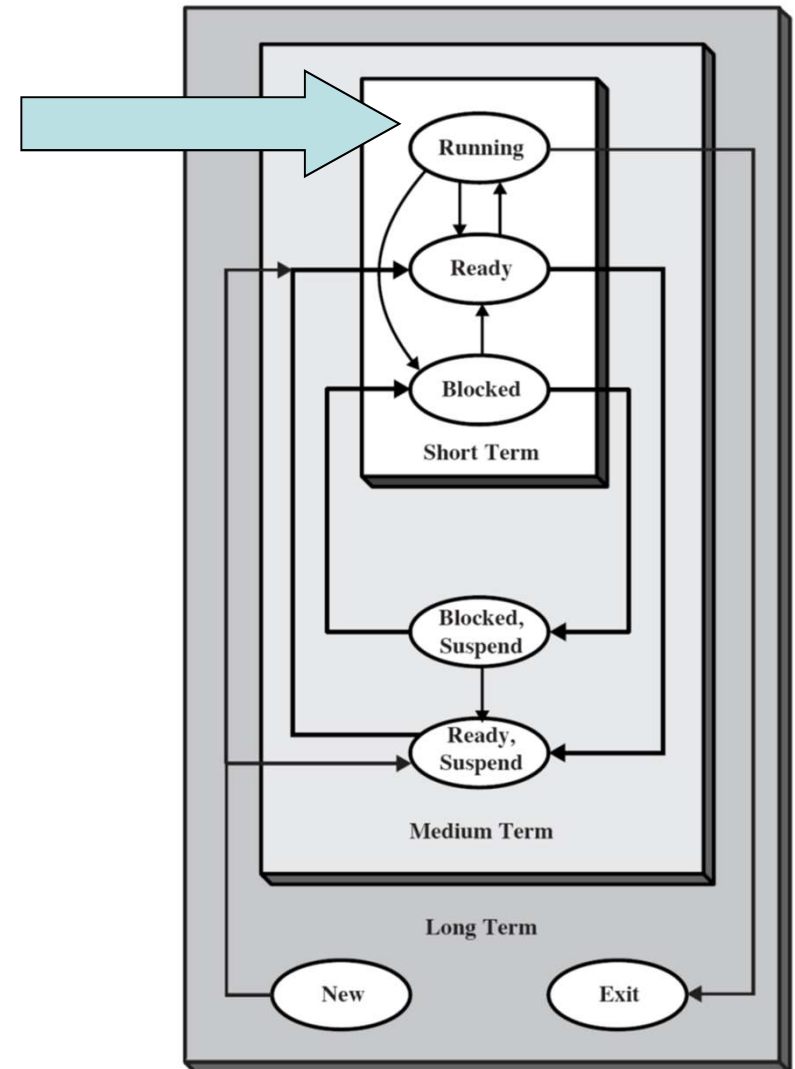 Running
Ready
Blocked
Short Term
Blocked,
Suspend
Ready,
Suspend
Medium Term
Long Term
New
Exit